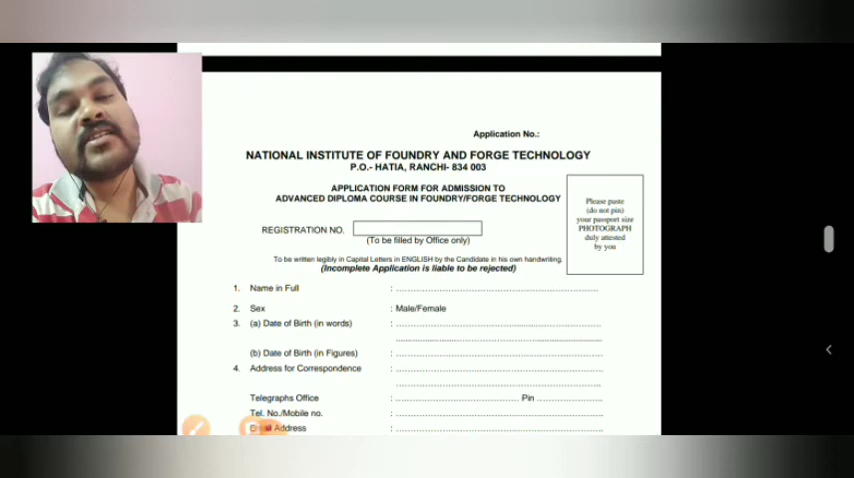 Application No.:
NATIONAL INSTITUTE OF FOUNDRY AND FORGE TECHNOLOGY
P.O.- HATIA, RANCHI- 834 003
APPLICATION FORM FOR ADMISSION TO
ADVANCED DIPLOMA COURSE IN FOUNDRY/FORGE TECHNOLOGY
Please paste
(do not pin)
your passport size
PHOTOGRAPH
duly attested
by you
REGISTRATION NO.
(To be filled by Office only)
To be written legibly in Capital Letters in ENGLISH by the Candidate in his own handwriting.
(Incomplete Application is liable to be rejected)
1. Name in Full :
2. Sex : Male/Female
3. (a) Date of Birth (in words) :
(b) Date of Birth (in Figures) :
4. Address for Correspondence :
Telegraphs Office : Pin
Tel. No./Mobile no. :
Email Address :